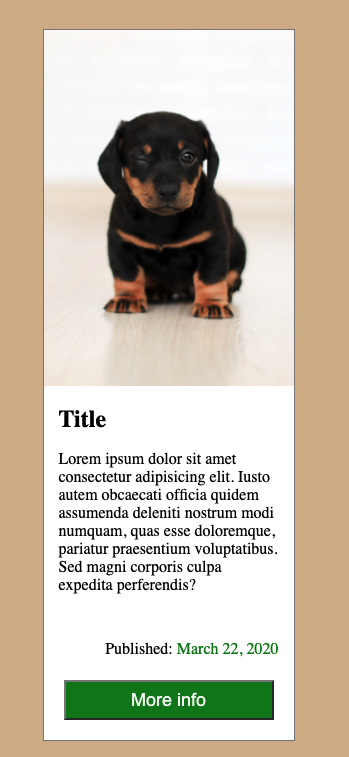 Title
Lorem ipsum dolor sit amet
consectetur adipisicing elit. Iusto
autem obcaecati officia quidem
assumenda deleniti nostrum modi
numquam, quas esse doloremque,
pariatur praesentium voluptatibus.
Sed magni corporis culpa
expedita perferendis?
Published: March 22, 2020
More info